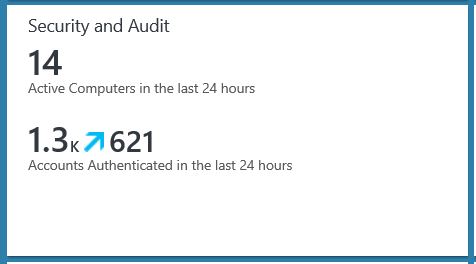 Security and Audit
14
Active Computers in the last 24 hours
1.3K 621
Accounts Authenticated in the last 24 hours